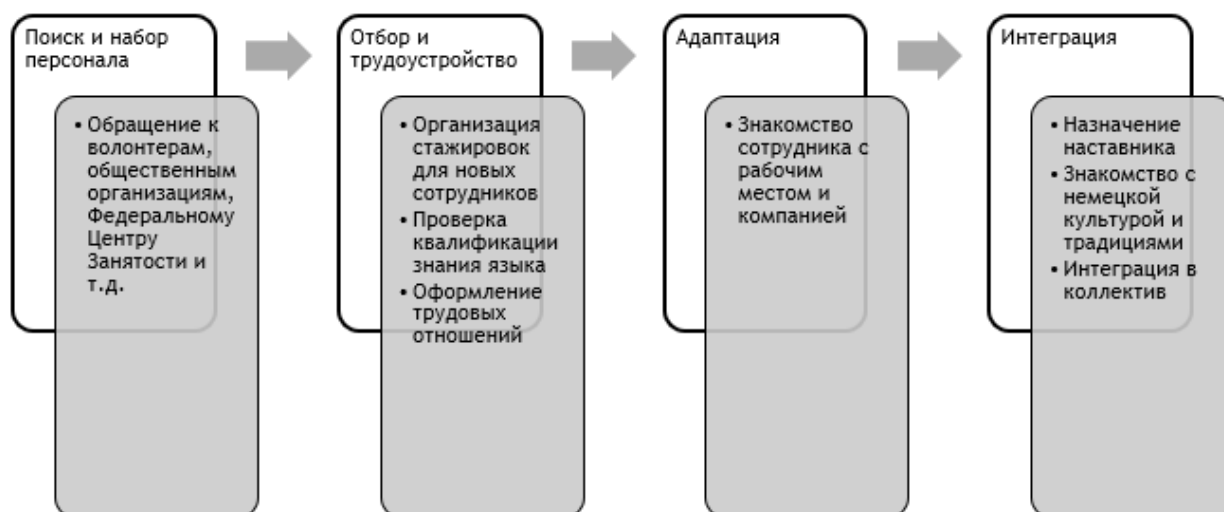 Поиск и набор
персонала
• Обращение к
волонтерам,
общественным
организациям,
Федеральному
Центру
Занятости и
т.д.
Отбор и
трудоустройство
• Организация
стажировок
для новых
сотрудников
• Проверка
квалификации
знания языка
• Оформление
трудовых
отношений
Адаптация
• Знакомство
сотрудника с
рабочим
местом и
компанией
Интеграция
• Назначение
наставника
• Знакомство с
немецкой
культурой и
традициями
• Интеграция в
коллектив